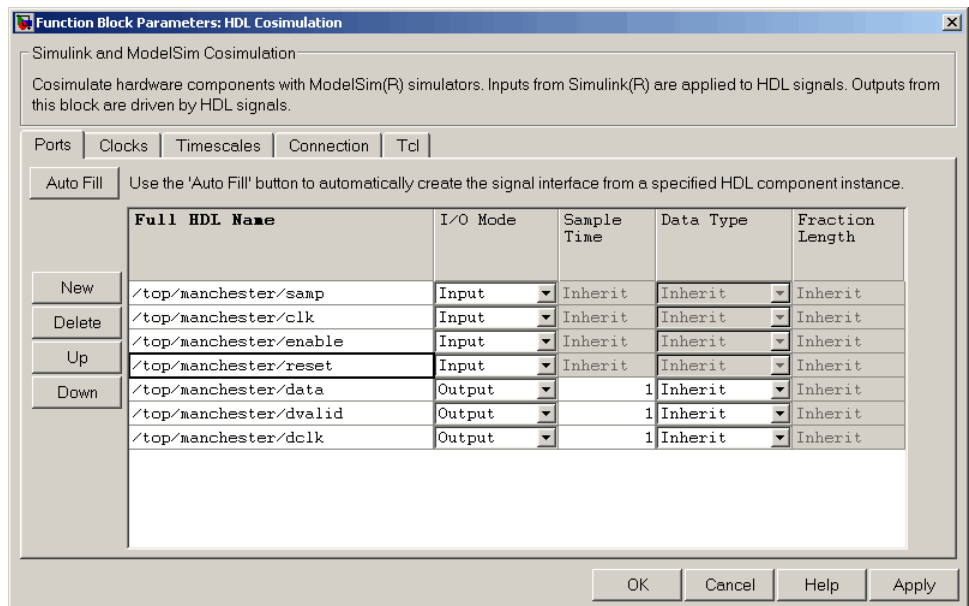 Function Block Parameters: HDL Cosimulation
Simulink and ModelSim Cosimulation
Cosimulate hardware components with ModelSim(R) simulators. Inputs from Simulink(R) are applied to HDL signals. Outputs from
this block are driven by HDL signals.
Ports Clocks Timescales Connection Tcl
Auto Fill Use the 'Auto Fill' button to automatically create the signal interface from a specified HDL component instance.
Full HDL Name I/O Mode Sample Time Data Type Fraction Length
New
Delete
Up
Down
/top/manchester/samp Input Inherit Inherit Inherit
/top/manchester/clk Input Inherit Inherit Inherit
/top/manchester/enable Input Inherit Inherit Inherit
/top/manchester/reset Input Inherit Inherit Inherit
/top/manchester/data Output 1 Inherit Inherit
/top/manchester/dvalid Output 1 Inherit Inherit
/top/manchester/dclk Output 1 Inherit Inherit
OK Cancel Help Apply